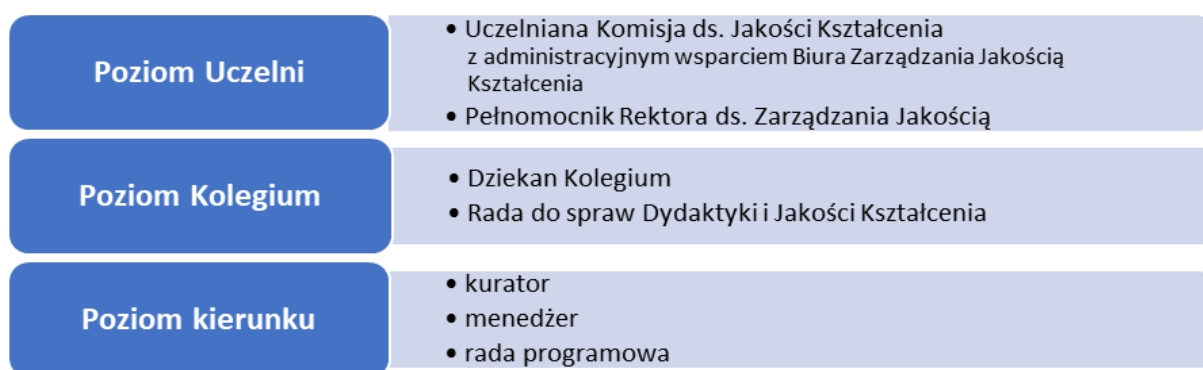 Poziom Uczelni
• Uczelniana Komisja ds. Jakości Kształcenia
z administracyjnym wsparciem Biura Zarządzania Jakością
Kształcenia
• Pełnomocnik Rektora ds. Zarządzania Jakością
Poziom Kolegium
• Dziekan Kolegium
• Rada do spraw Dydaktyki i Jakości Kształcenia
Poziom kierunku
• kurator
• menedżer
• rada programowa